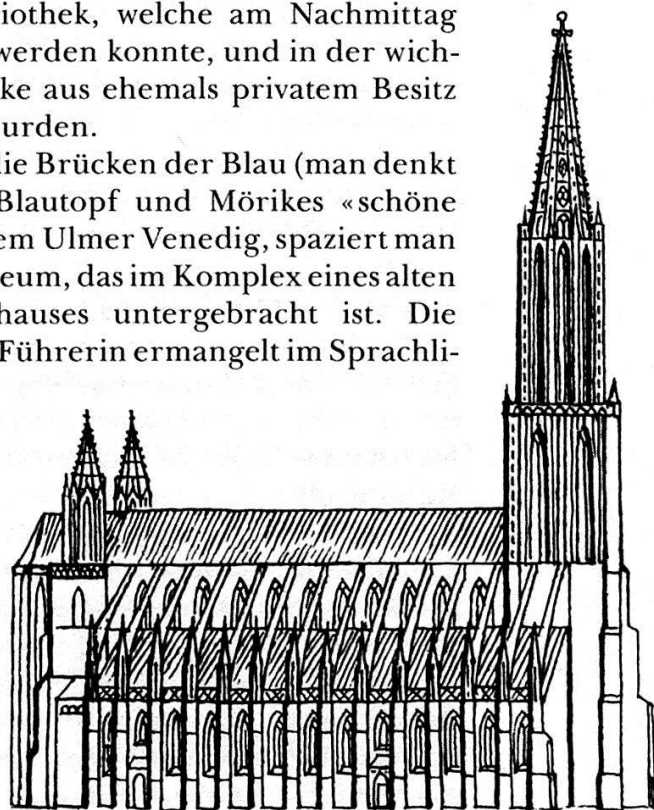 iothek, welche am Nachmittag
werden konnte, und in der wich-
ke aus ehemals privatem Besitz
urden.
lie Brücken der Blau (man denkt
Blautopf und Mörikes «schöne
em Ulmer Venedig, spaziert man
eum, das im Komplex eines alten
hauses untergebracht ist. Die
Führerin ermangelt im Sprachli-